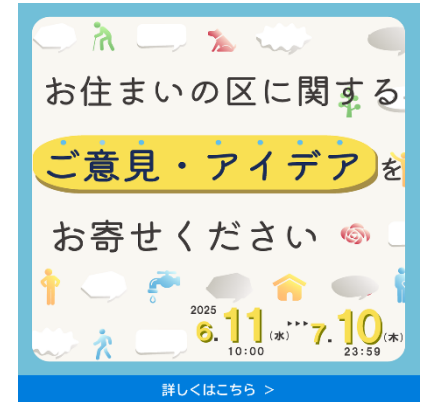 お住まいの区に関する
ご意見・アイデアを
お寄せください
2025
6.11(水)▸▸▸7.10(木)
10:00 23:59
詳しくはこちら >